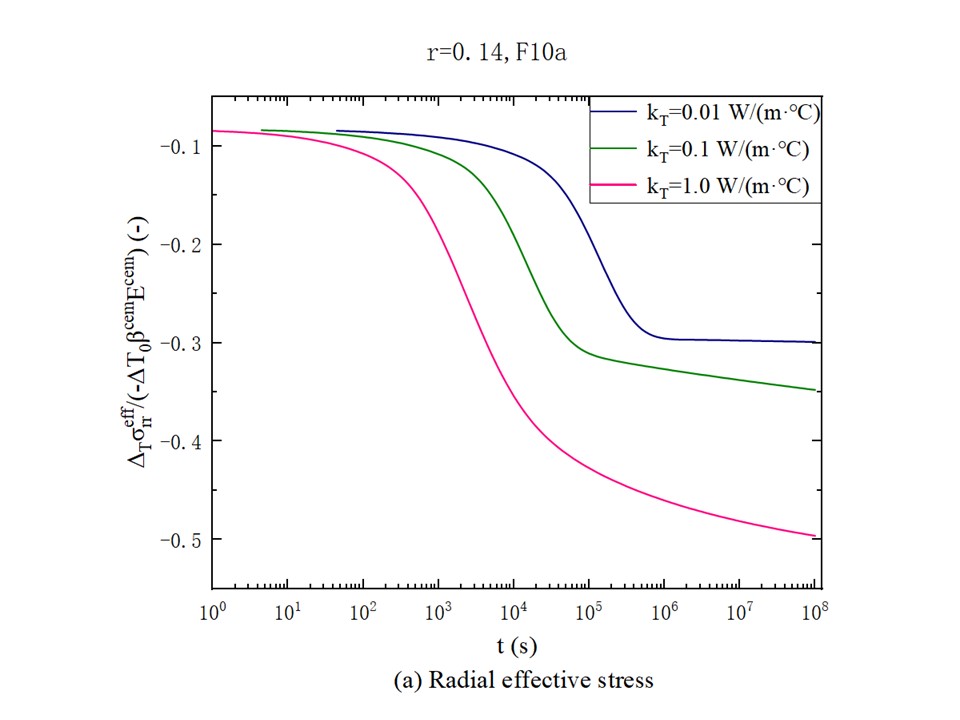 r=0.14,F10a
k_T=0.01 W/(m·°C)
k_T=0.1 W/(m·°C)
k_T=1.0 W/(m·°C)
Δ_Tσ_rr^eff/(-ΔT_0β^cemE^cem) (-)
−0.1
−0.2
−0.3
−0.4
−0.5
10^0 10^1 10^2 10^3 10^4 10^5 10^6 10^7 10^8
t (s)
(a) Radial effective stress